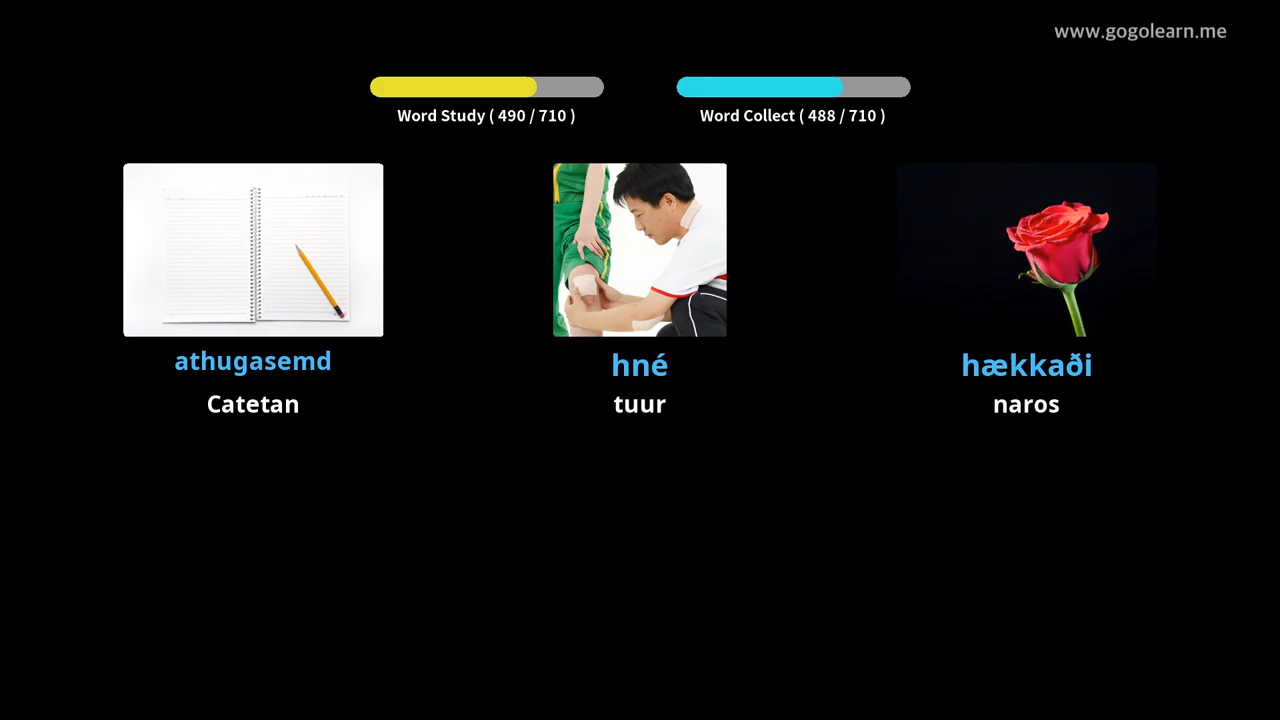 www.gogolearn.me
Word Study ( 490 / 710 )
Word Collect ( 488 / 710 )
athugasemd
hné
hækkaði
Catetan
tuur
naros